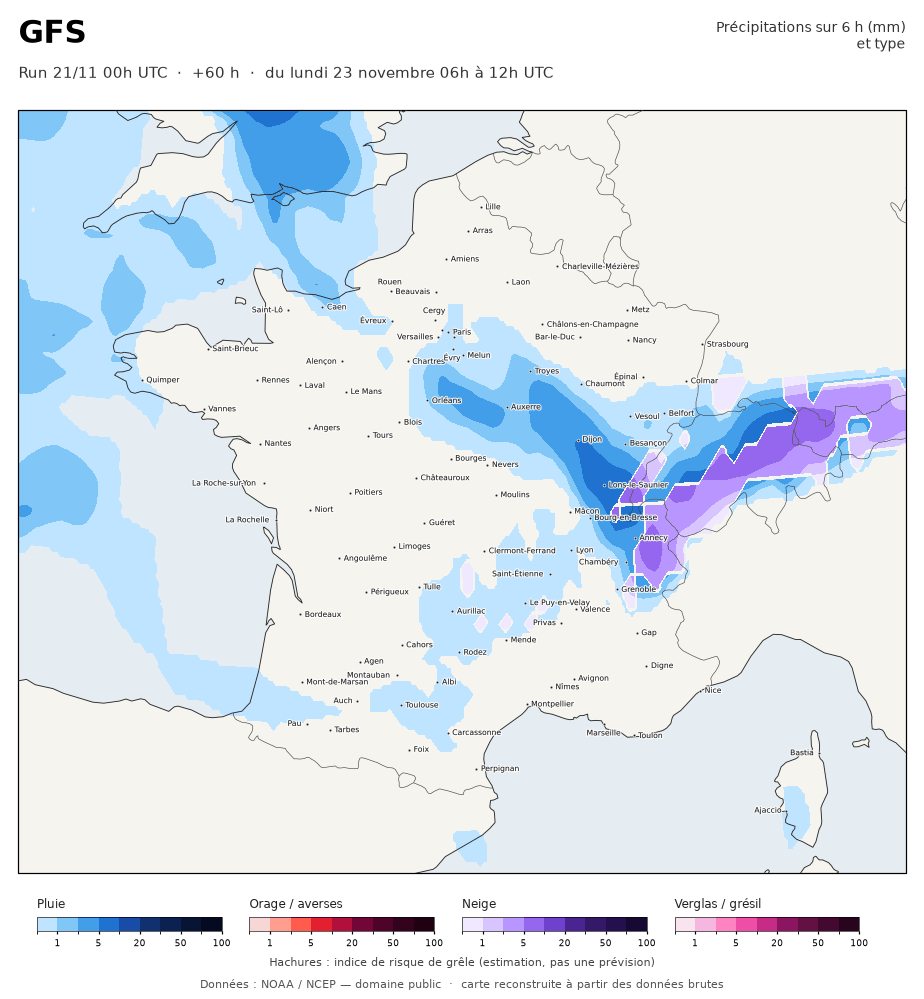 GFS
Précipitations sur 6 h (mm)
et type
Run 21/11 00h UTC · +60 h · du lundi 23 novembre 06h à 12h UTC
Lille
Arras
Amiens
Charleville-Mézières
Rouen
Laon
Beauvais
Saint-Lô
Caen
Cergy
Metz
Évreux
Châlons-en-Champagne
Versailles
Paris
Bar-le-Duc
Nancy
Strasbourg
Saint-Brieuc
Évry
Melun
Alençon
Chartres
Troyes
Épinal
Colmar
Quimper
Rennes
Laval
Chaumont
Le Mans
Orléans
Auxerre
Vannes
Vesoul
Belfort
Blois
Angers
Tours
Dijon
Besançon
Nantes
Bourges
Nevers
La Roche-sur-Yon
Châteauroux
Lons-le-Saunier
Poitiers
Moulins
Niort
Mâcon
La Rochelle
Guéret
Bourg-en-Bresse
Annecy
Limoges
Clermont-Ferrand
Lyon
Angoulême
Chambéry
Saint-Étienne
Périgueux
Tulle
Grenoble
Le Puy-en-Velay
Aurillac
Valence
Bordeaux
Privas
Gap
Mende
Cahors
Rodez
Agen
Digne
Montauban
Mont-de-Marsan
Albi
Avignon
Nîmes
Nice
Auch
Toulouse
Montpellier
Pau
Tarbes
Carcassonne
Marseille
Toulon
Foix
Bastia
Perpignan
Ajaccio
Pluie
Orage / averses
Neige
Verglas / grésil
1 5 20 50 100
1 5 20 50 100
1 5 20 50 100
1 5 20 50 100
Hachures : indice de risque de grêle (estimation, pas une prévision)
Données : NOAA / NCEP — domaine public · carte reconstruite à partir des données brutes